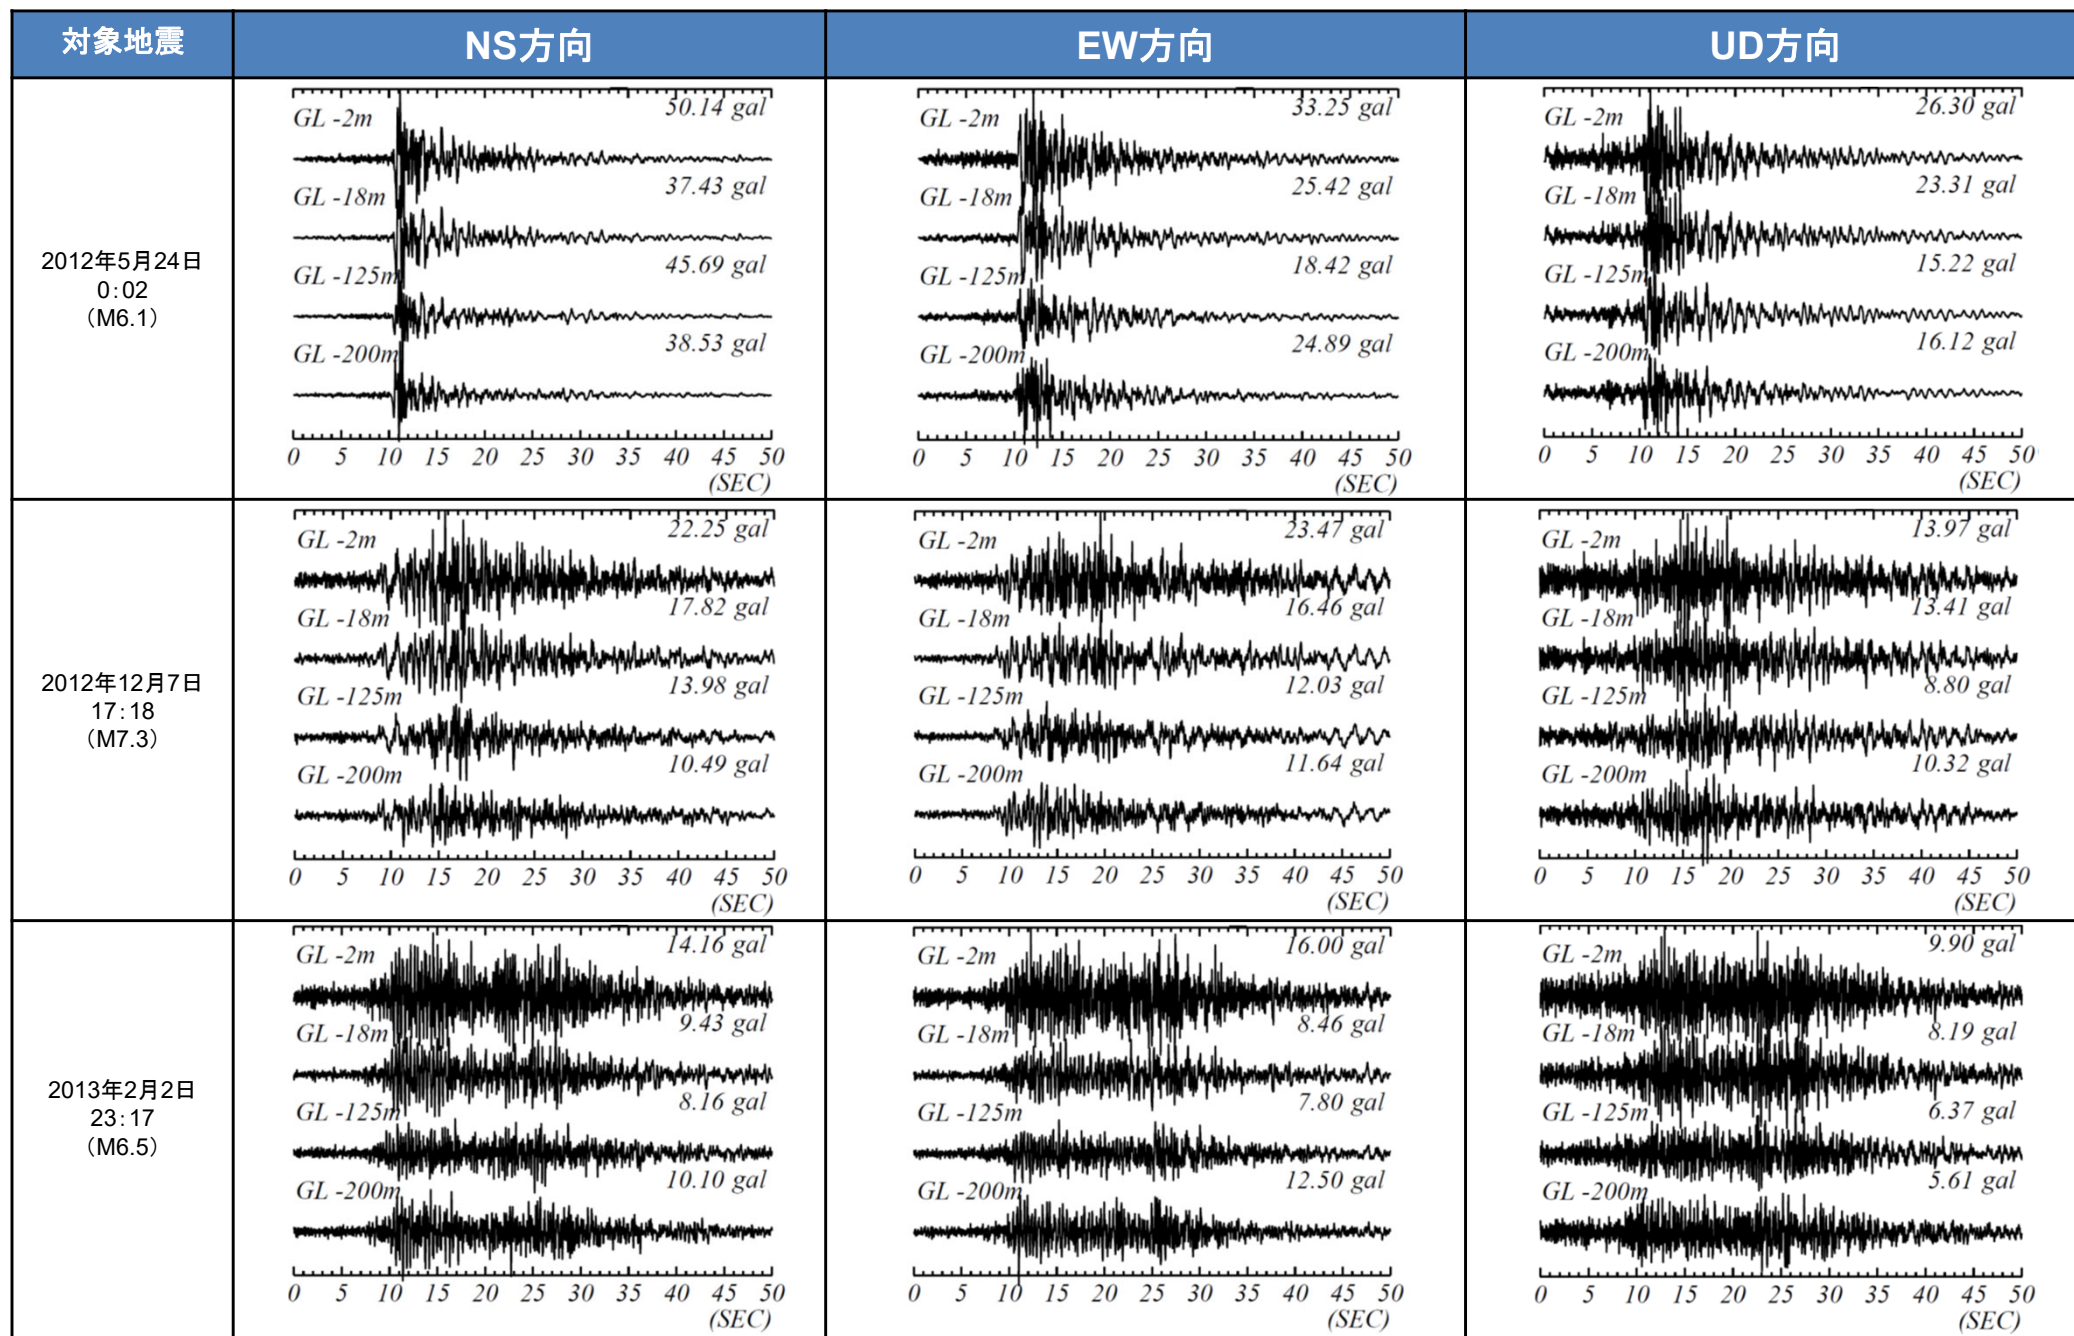 対象地震 NS方向 EW方向 UD方向
2012年5月24日
0:02
（M6.1）
GL -2m 50.14 gal
GL -18m 37.43 gal
GL -125m 45.69 gal
GL -200m 38.53 gal
0 5 10 15 20 25 30 35 40 45 50
(SEC)
GL -2m 33.25 gal
GL -18m 25.42 gal
GL -125m 18.42 gal
GL -200m 24.89 gal
0 5 10 15 20 25 30 35 40 45 50
(SEC)
GL -2m 26.30 gal
GL -18m 23.31 gal
GL -125m 15.22 gal
GL -200m 16.12 gal
0 5 10 15 20 25 30 35 40 45 50
(SEC)
2012年12月7日
17:18
（M7.3）
GL -2m 22.25 gal
GL -18m 17.82 gal
GL -125m 13.98 gal
GL -200m 10.49 gal
0 5 10 15 20 25 30 35 40 45 50
(SEC)
GL -2m 23.47 gal
GL -18m 16.46 gal
GL -125m 12.03 gal
GL -200m 11.64 gal
0 5 10 15 20 25 30 35 40 45 50
(SEC)
GL -2m 13.97 gal
GL -18m 13.41 gal
GL -125m 8.80 gal
GL -200m 10.32 gal
0 5 10 15 20 25 30 35 40 45 50
(SEC)
2013年2月2日
23:17
（M6.5）
GL -2m 14.16 gal
GL -18m 9.43 gal
GL -125m 8.16 gal
GL -200m 10.10 gal
0 5 10 15 20 25 30 35 40 45 50
(SEC)
GL -2m 16.00 gal
GL -18m 8.46 gal
GL -125m 7.80 gal
GL -200m 12.50 gal
0 5 10 15 20 25 30 35 40 45 50
(SEC)
GL -2m 9.90 gal
GL -18m 8.19 gal
GL -125m 6.37 gal
GL -200m 5.61 gal
0 5 10 15 20 25 30 35 40 45 50
(SEC)